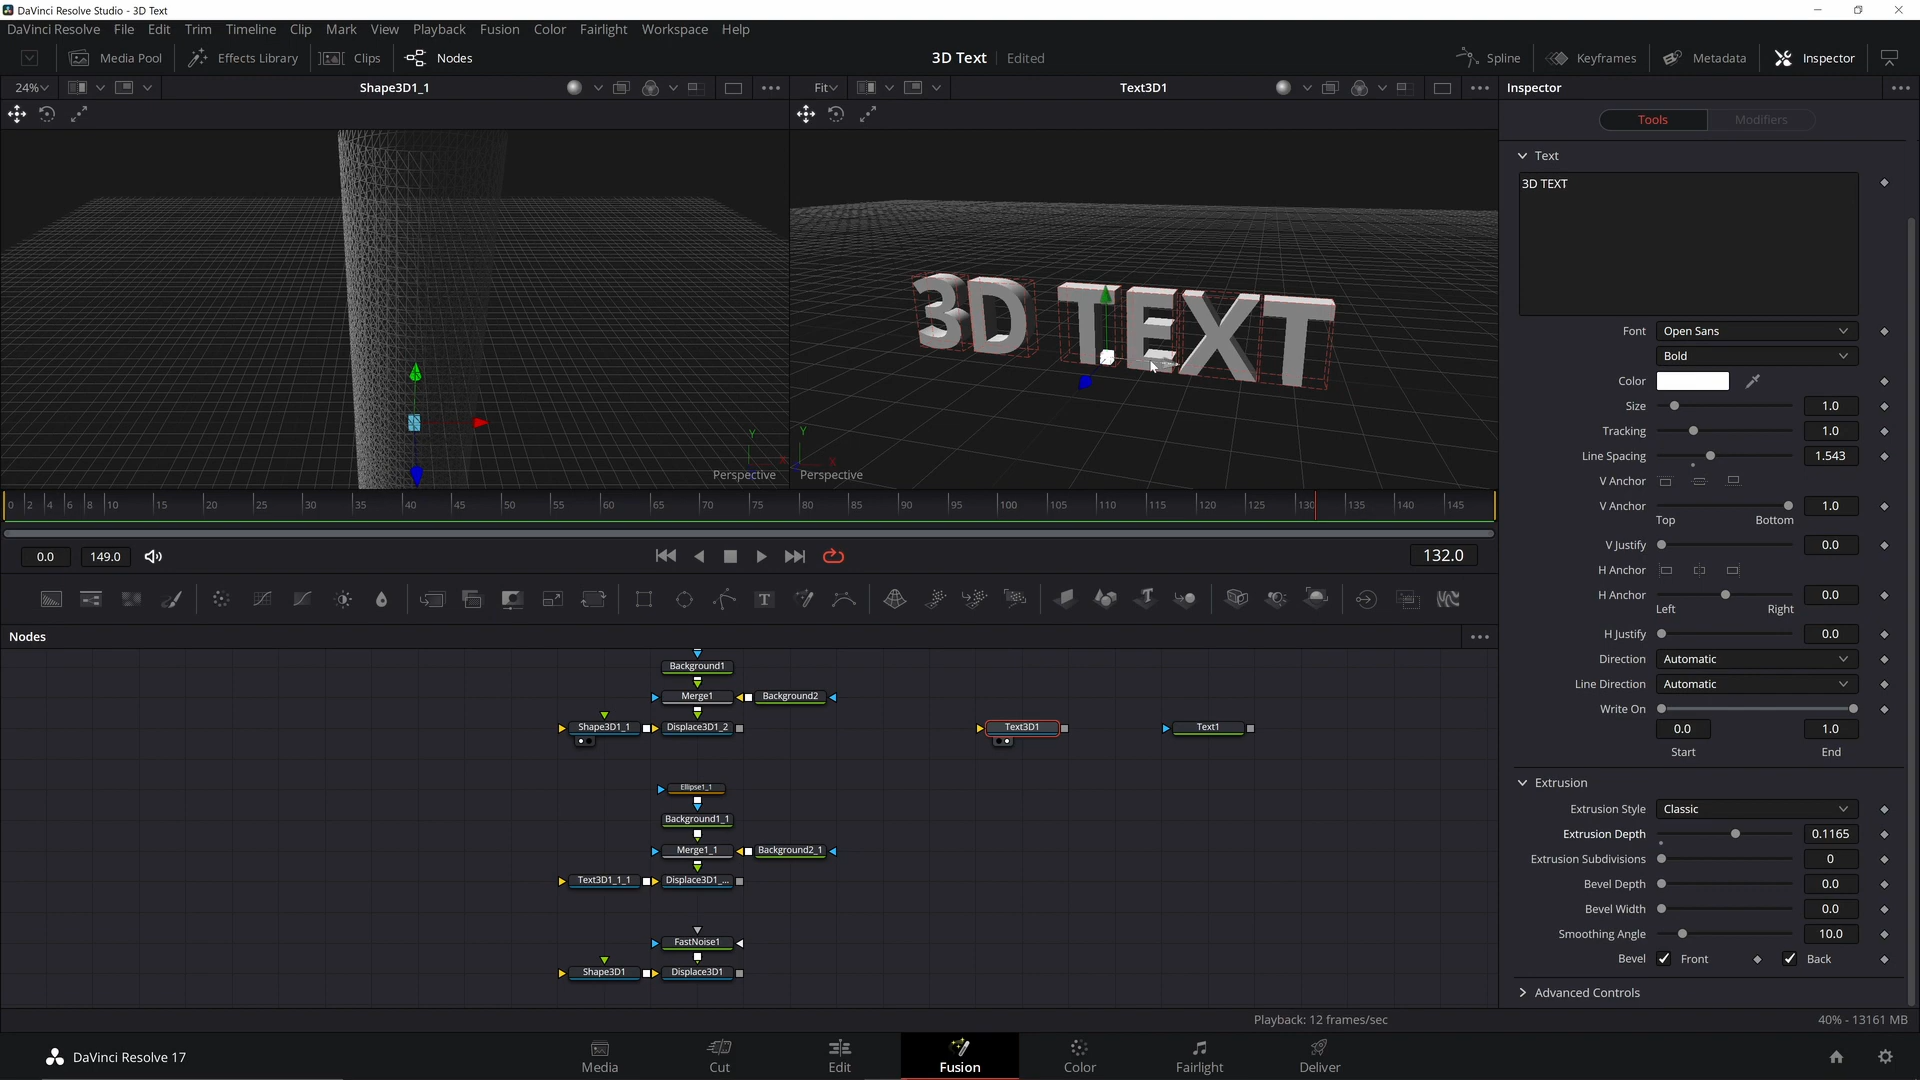 DaVinci Resolve Studio - 3D Text
DaVinci Resolve File Edit Trim Timeline Clip Mark View Playback Fusion Color Fairlight Workspace Help
Media Pool Effects Library Clips Nodes 3D Text Edited Spline Keyframes Metadata Inspector
24% Shape3D1_1 Fit Text3D1 Inspector
Tools Modifiers
Text
3D TEXT
3D TEXT
Font Open Sans
Bold
Color
Size 1.0
Tracking 1.0
Line Spacing 1.543
V Anchor
V Anchor 1.0
Top Bottom
V Justify 0.0
H Anchor
H Anchor 0.0
Left Right
H Justify 0.0
Direction Automatic
Line Direction Automatic
Write On
0.0 1.0
Start End
Extrusion
Extrusion Style Classic
Extrusion Depth 0.1165
Extrusion Subdivisions 0
Bevel Depth 0.0
Bevel Width 0.0
Smoothing Angle 10.0
Bevel Front Back
Advanced Controls
Y X Y X
Perspective Perspective
0 2 4 6 8 10 15 20 25 30 35 40 45 50 55 60 65 70 75 80 85 90 95 100 105 110 115 120 125 130 135 140 145
0.0 149.0 132.0
Nodes
Background1
Merge1 Background2
Shape3D1_1 Displace3D1_2 Text3D1 Text1
Ellipse1_1
Background1_1
Merge1_1 Background2_1
Text3D1_1_1 Displace3D1_...
FastNoise1
Shape3D1 Displace3D1
Playback: 12 frames/sec 40% - 13161 MB
DaVinci Resolve 17 Media Cut Edit Fusion Color Fairlight Deliver